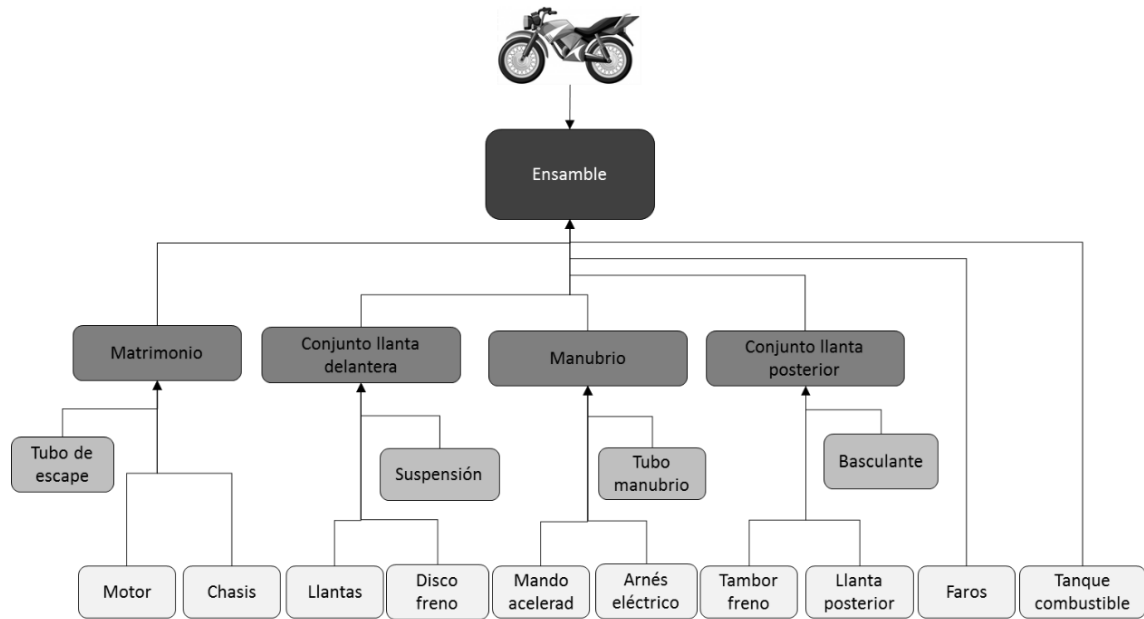 Ensamble
Matrimonio
Conjunto llanta
delantera
Manubrio
Conjunto llanta
posterior
Tubo de
escape
Suspensión
Tubo
manubrio
Basculante
Motor
Chasis
Llantas
Disco
freno
Mando
acelerad
Arnés
eléctrico
Tambor
freno
Llanta
posterior
Faros
Tanque
combustible